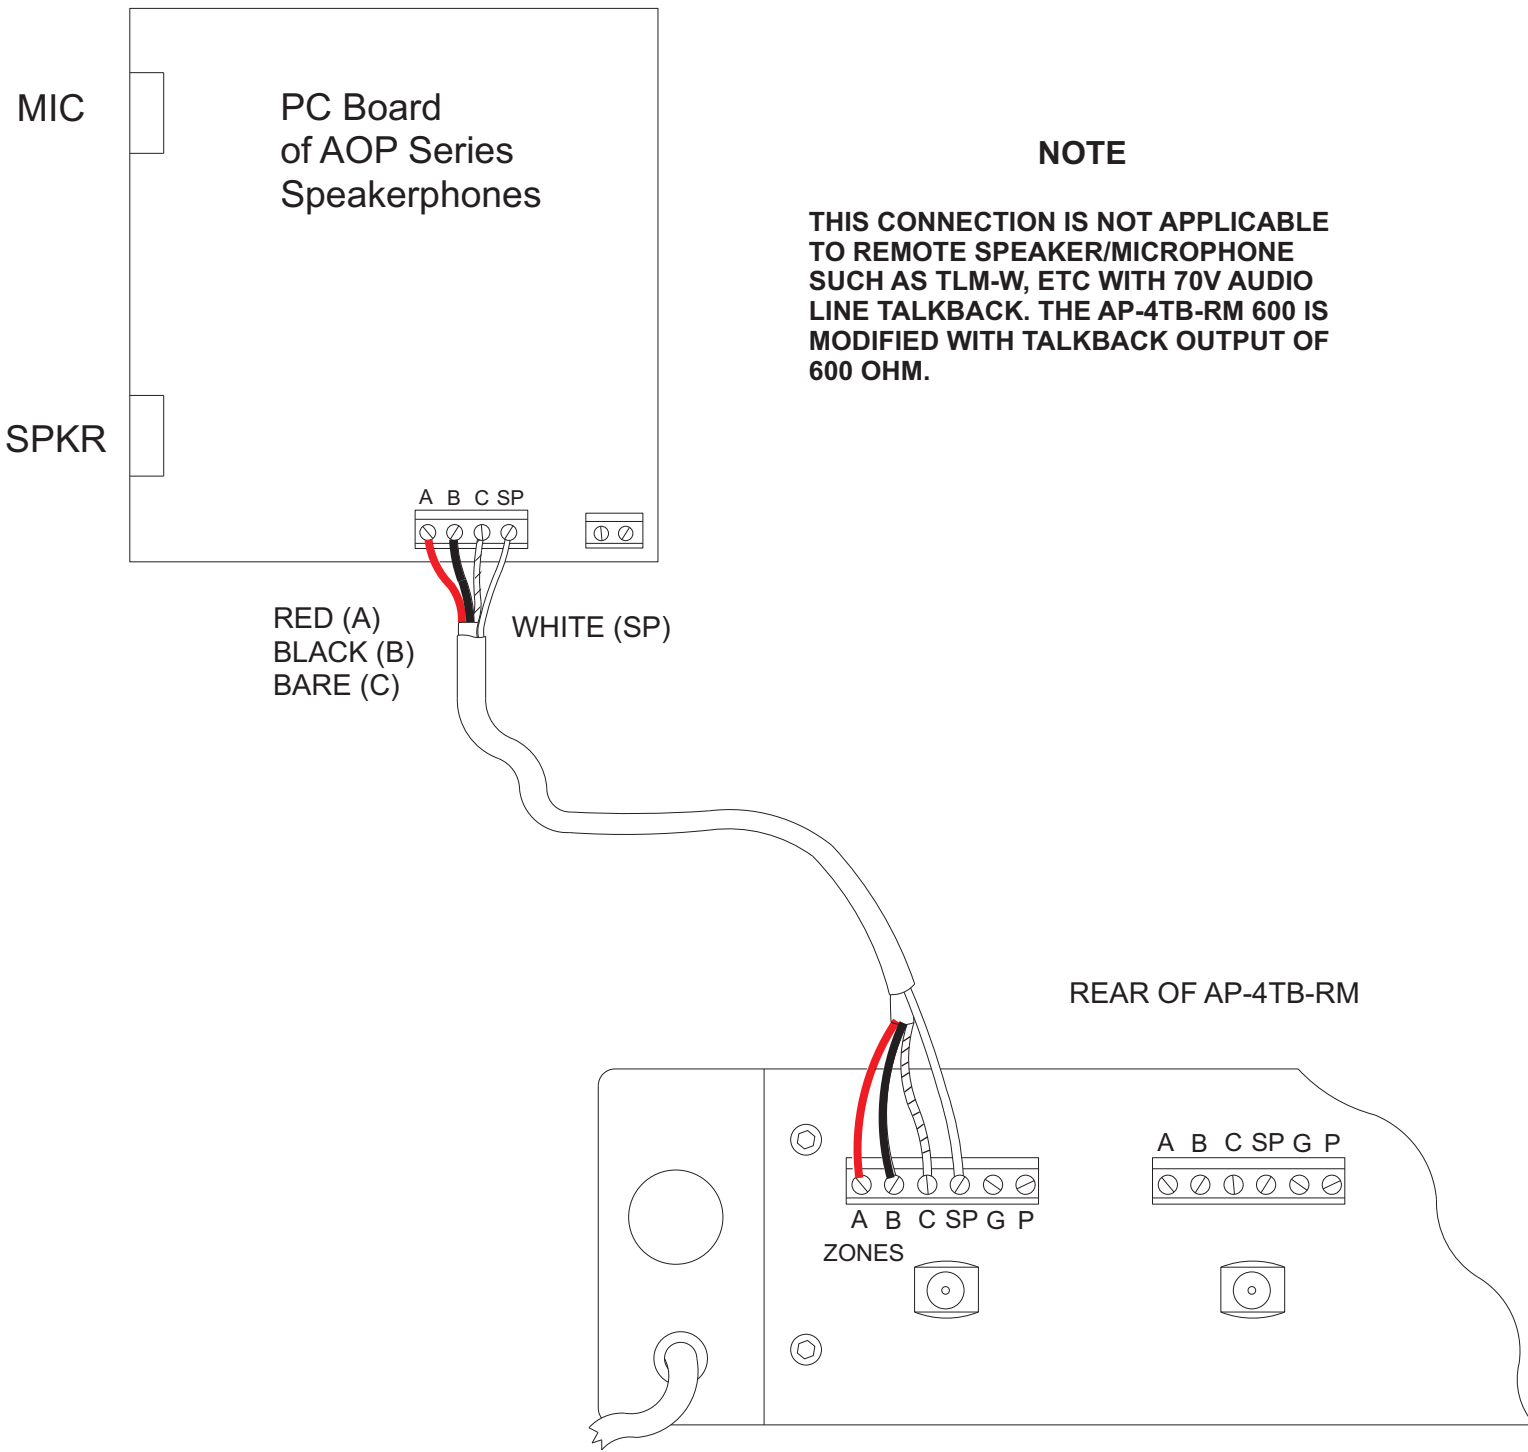 MIC
PC Board
of AOP Series
Speakerphones
NOTE
THIS CONNECTION IS NOT APPLICABLE
TO REMOTE SPEAKER/MICROPHONE
SUCH AS TLM-W, ETC WITH 70V AUDIO
LINE TALKBACK. THE AP-4TB-RM 600 IS
MODIFIED WITH TALKBACK OUTPUT OF
600 OHM.
SPKR
A B C SP
RED (A)
BLACK (B)
BARE (C)
WHITE (SP)
REAR OF AP-4TB-RM
A B C SP G P
A B C SP G P
ZONES